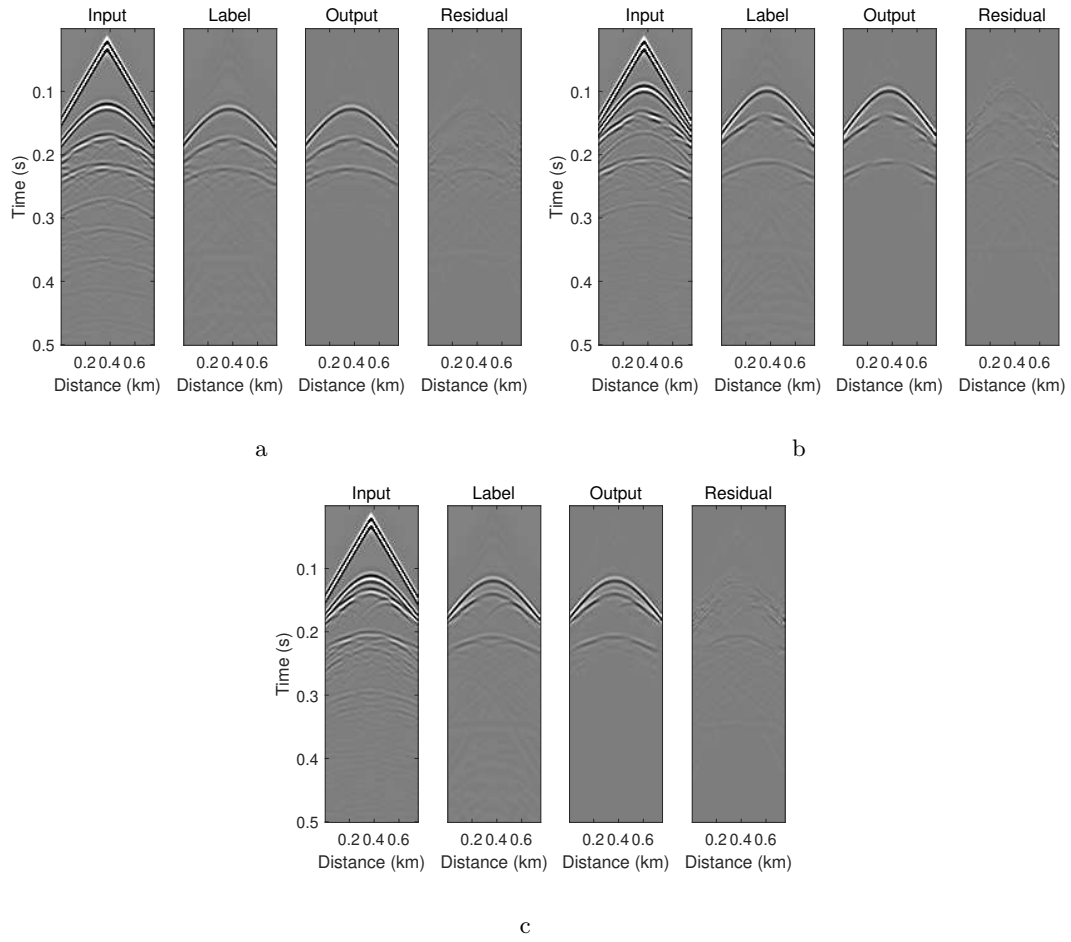 Input Label Output Residual
0.1
0.2
0.3
0.4
0.5
Time (s)
0.2 0.4 0.6 0.2 0.4 0.6 0.2 0.4 0.6 0.2 0.4 0.6
Distance (km) Distance (km) Distance (km) Distance (km)
a
Input Label Output Residual
0.1
0.2
0.3
0.4
0.5
Time (s)
0.2 0.4 0.6 0.2 0.4 0.6 0.2 0.4 0.6 0.2 0.4 0.6
Distance (km) Distance (km) Distance (km) Distance (km)
b
Input Label Output Residual
0.1
0.2
0.3
0.4
0.5
Time (s)
0.2 0.4 0.6 0.2 0.4 0.6 0.2 0.4 0.6 0.2 0.4 0.6
Distance (km) Distance (km) Distance (km) Distance (km)
c